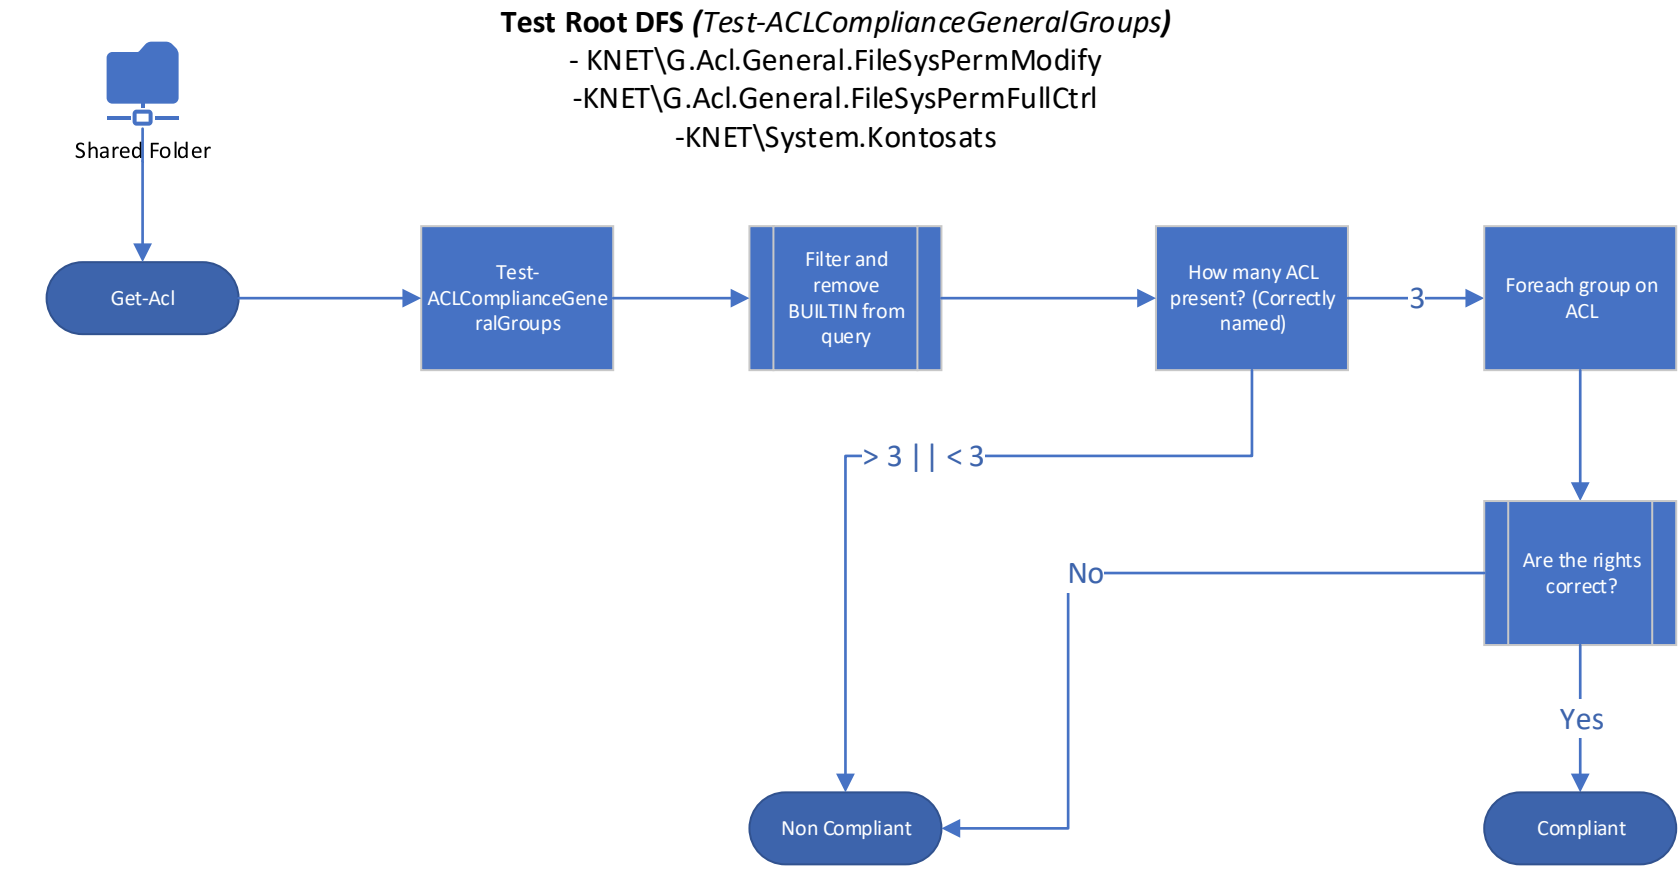 Test Root DFS (Test-ACLComplianceGeneralGroups)
- KNET\G.Acl.General.FileSysPermModify
-KNET\G.Acl.General.FileSysPermFullCtrl
-KNET\System.Kontosats
Shared Folder
Get-Acl
Test-
ACLComplianceGene
ralGroups
Filter and
remove
BUILTIN from
query
How many ACL
present? (Correctly
named)
3
Foreach group on
ACL
> 3 || < 3
No
Are the rights
correct?
Yes
Non Compliant
Compliant